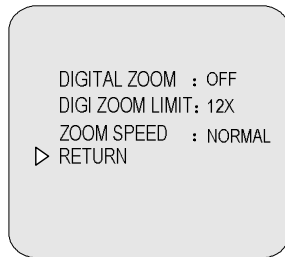 DIGITAL ZOOM : OFF
DIGI ZOOM LIMIT: 12X
ZOOM SPEED : NORMAL
RETURN